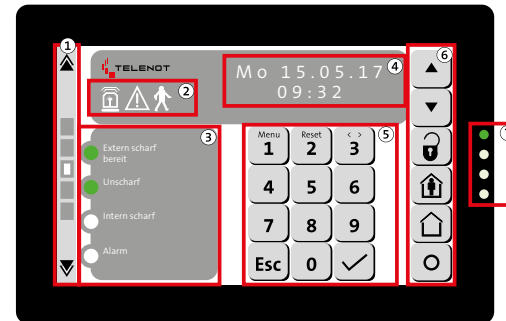 1
TELENOT
2
Mo 15.05.17
09:32
4
6
3
Extern scharf
bereit
Unscharf
Intern scharf
Alarm
5
Menu
1
Reset
2
< >
3
4
5
6
7
8
9
Esc
0